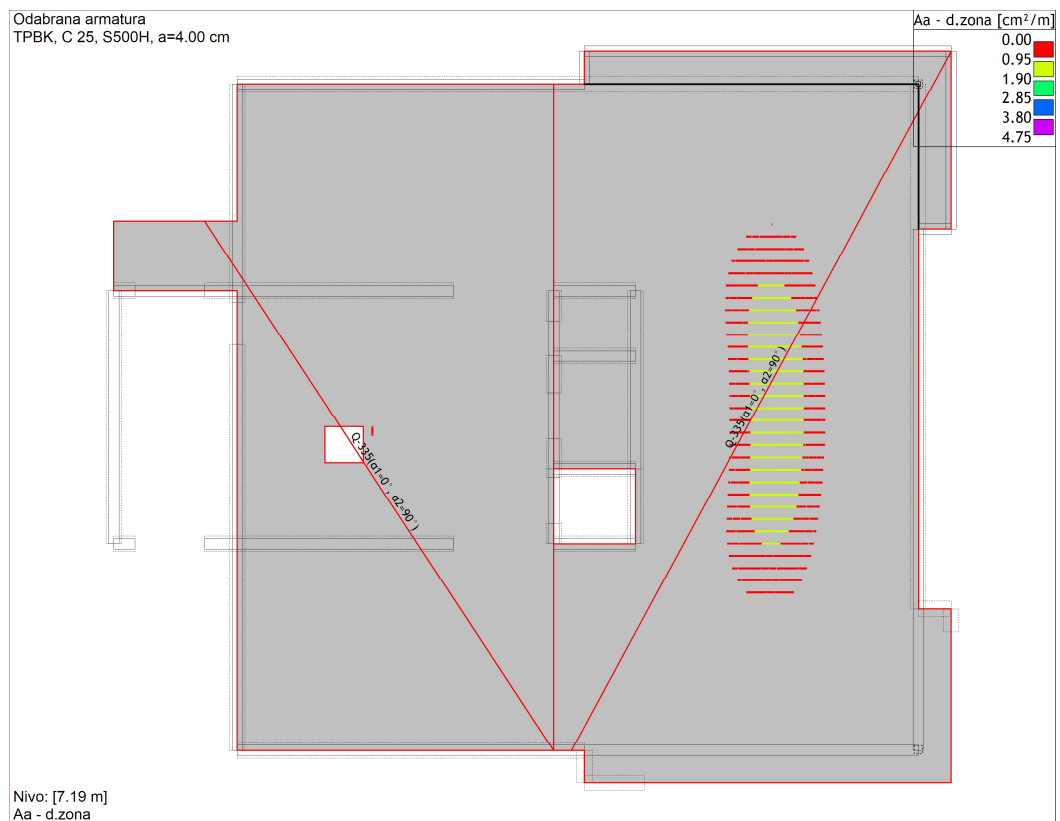 Odabrana armatura
TPBK, C 25, S500H, a=4.00 cm
Aa - d.zona [cm²/m]
0.00
0.95
1.90
2.85
3.80
4.75
Q-335(α1=0°, α2=90°)
Q-335(α1=0°, α2=90°)
Nivo: [7.19 m]
Aa - d.zona